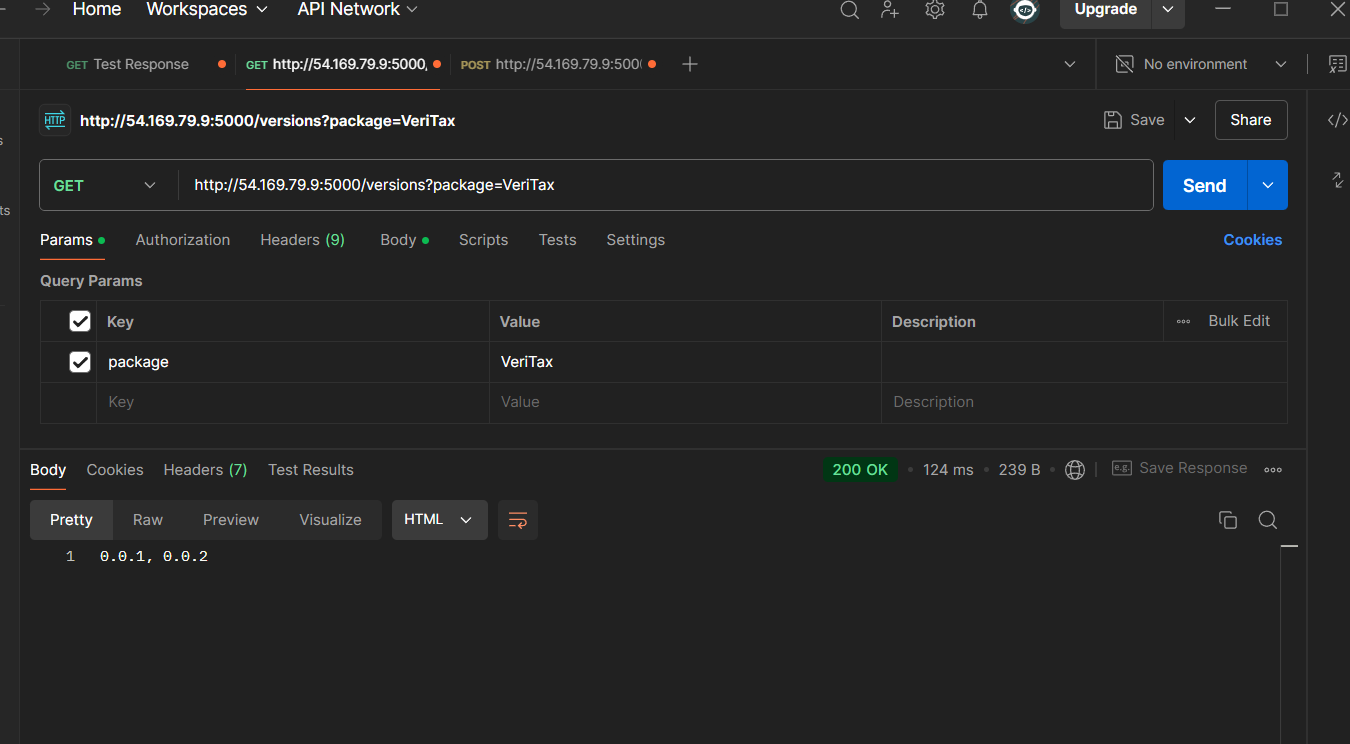 Home Workspaces API Network Upgrade
GET Test Response GET http://54.169.79.9:5000, POST http://54.169.79.9:500 No environment
HTTP http://54.169.79.9:5000/versions?package=VeriTax Save Share
s
GET http://54.169.79.9:5000/versions?package=VeriTax Send
ts
Params Authorization Headers (9) Body Scripts Tests Settings Cookies
Query Params
Key Value Description Bulk Edit
package VeriTax
Key Value Description
Body Cookies Headers (7) Test Results 200 OK 124 ms 239 B e.g. Save Response
Pretty Raw Preview Visualize HTML
1 0.0.1, 0.0.2